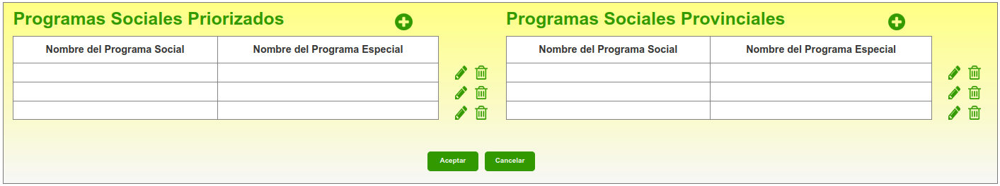 Programas Sociales Priorizados
Nombre del Programa Social
Nombre del Programa Especial
Programas Sociales Provinciales
Nombre del Programa Social
Nombre del Programa Especial
Aceptar
Cancelar